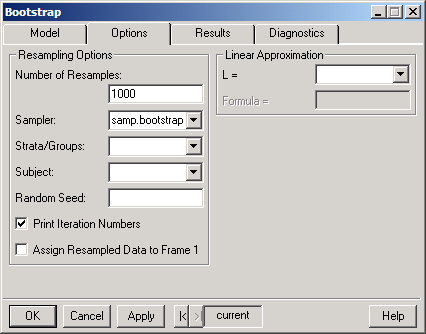 Bootstrap
Model Options Results Diagnostics
Resampling Options
Number of Resamples:
1000
Sampler: samp.bootstrap
Strata/Groups:
Subject:
Random Seed:
Print Iteration Numbers
Assign Resampled Data to Frame 1
Linear Approximation
L =
Formula =
OK Cancel Apply current Help